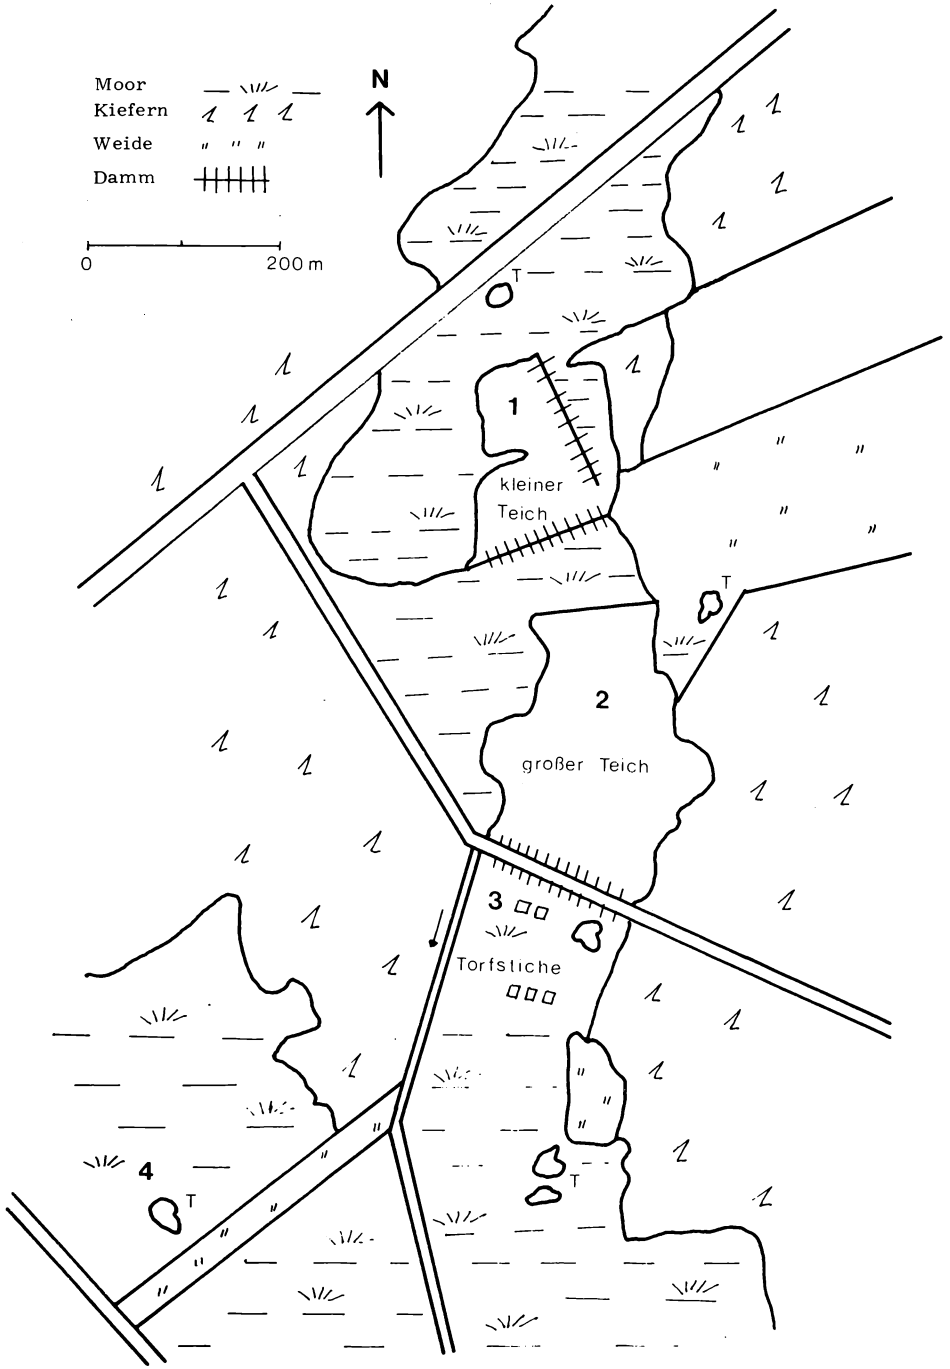 Moor
Kiefern
Weide
Damm
N
0 200 m
T
1
kleiner
Teich
T
2
großer Teich
3
Torfstiche
4
T
T